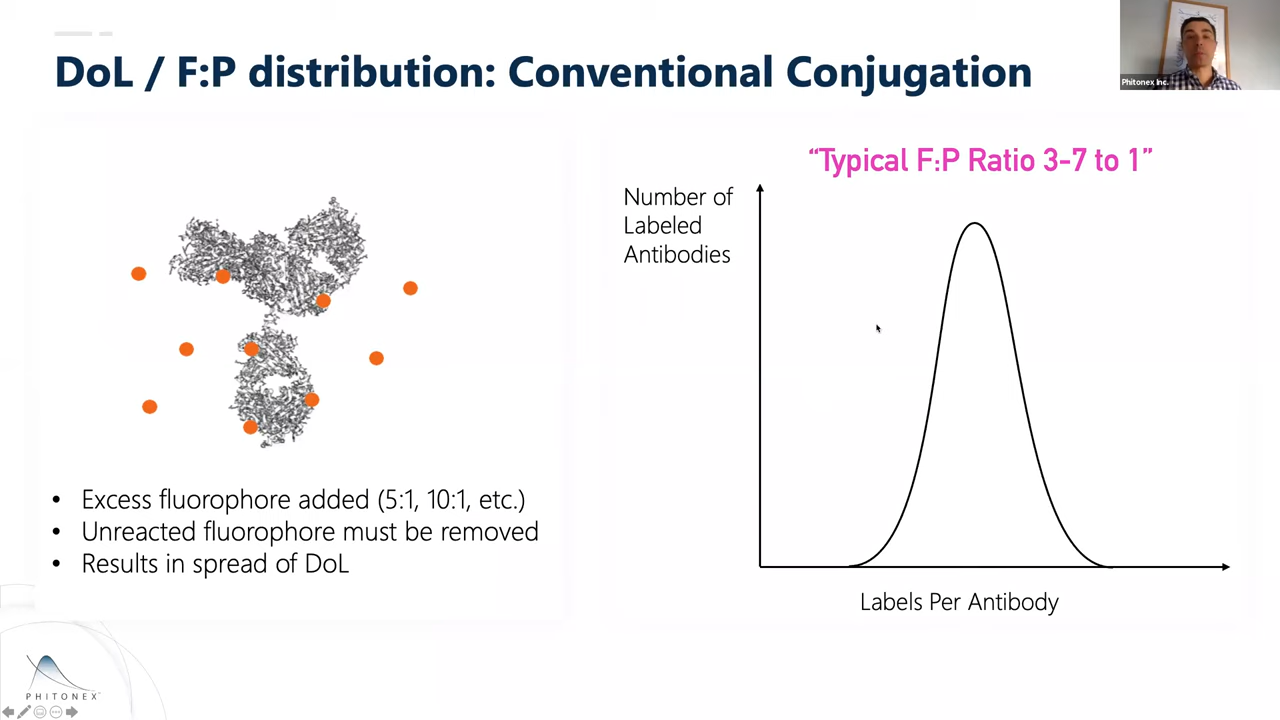 DoL / F:P distribution: Conventional Conjugation
Phitonex Inc.
“Typical F:P Ratio 3-7 to 1”
Number of
Labeled
Antibodies
Labels Per Antibody
• Excess fluorophore added (5:1, 10:1, etc.)
• Unreacted fluorophore must be removed
• Results in spread of DoL
PHITONEX